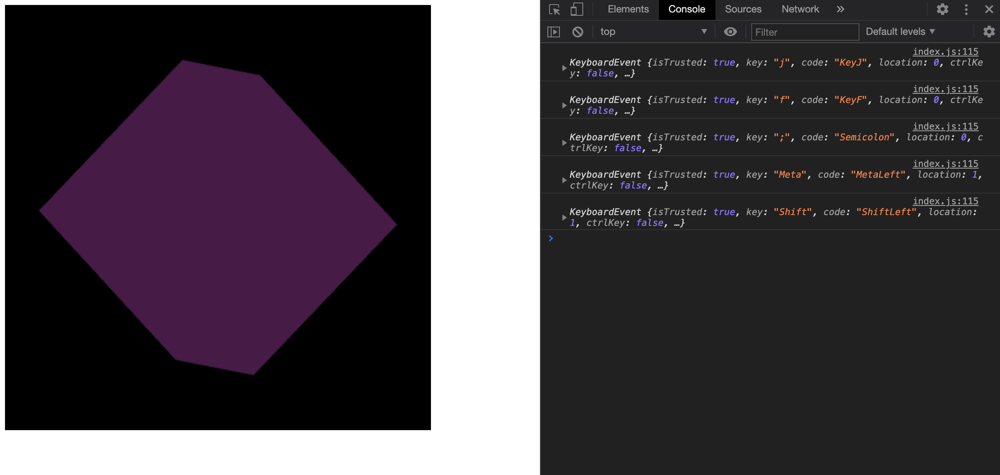 Elements Console Sources Network
top Filter Default levels
index.js:115
KeyboardEvent {isTrusted: true, key: "j", code: "KeyJ", location: 0, ctrlKe
y: false, …}
index.js:115
KeyboardEvent {isTrusted: true, key: "f", code: "KeyF", location: 0, ctrlKe
y: false, …}
index.js:115
KeyboardEvent {isTrusted: true, key: ";", code: "Semicolon", location: 0, c
trlKey: false, …}
index.js:115
KeyboardEvent {isTrusted: true, key: "Meta", code: "MetaLeft", location: 1,
ctrlKey: false, …}
index.js:115
KeyboardEvent {isTrusted: true, key: "Shift", code: "ShiftLeft", location:
1, ctrlKey: false, …}